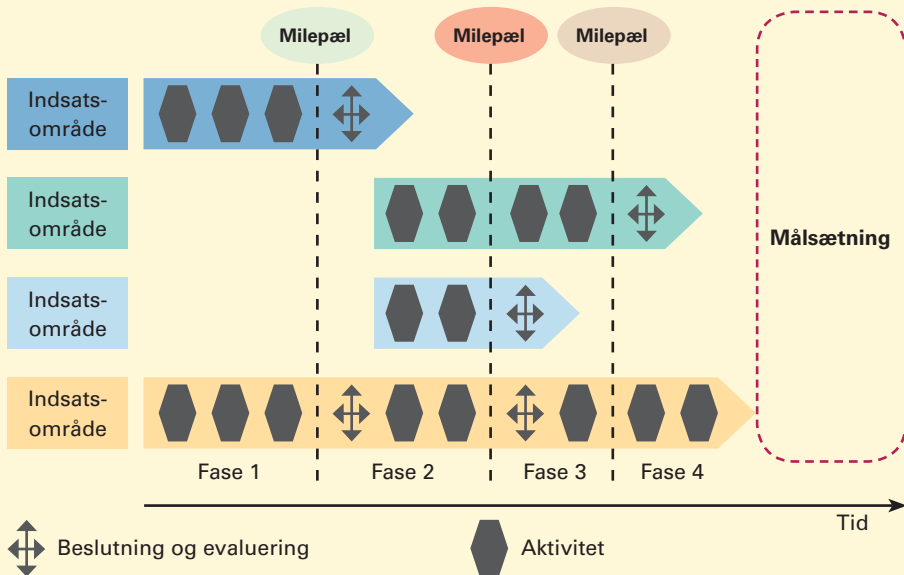 Milepæl
Milepæl
Milepæl
Indsats-
område
Indsats-
område
Målsætning
Indsats-
område
Indsats-
område
Fase 1
Fase 2
Fase 3
Fase 4
Tid
Beslutning og evaluering
Aktivitet